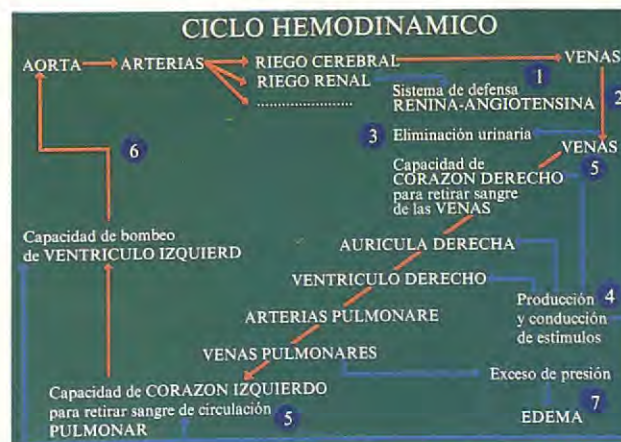 CICLO HEMODINAMICO
AORTA
ARTERIAS
RIEGO CEREBRAL
RIEGO RENAL
.....................
VENAS
1
2
Sistema de defensa
RENINA-ANGIOTENSINA
3
Eliminación urinaria
VENAS
5
6
Capacidad de
CORAZON DERECHO
para retirar sangre
de las VENAS
Capacidad de bombeo
de VENTRICULO IZQUIERD
AURICULA DERECHA
VENTRICULO DERECHO
ARTERIAS PULMONARE
VENAS PULMONARES
Producción
y conducción
de estímulos
4
Exceso de presión
7
EDEMA
Capacidad de CORAZON IZQUIERDO
para retirar sangre de circulación
PULMONAR
5